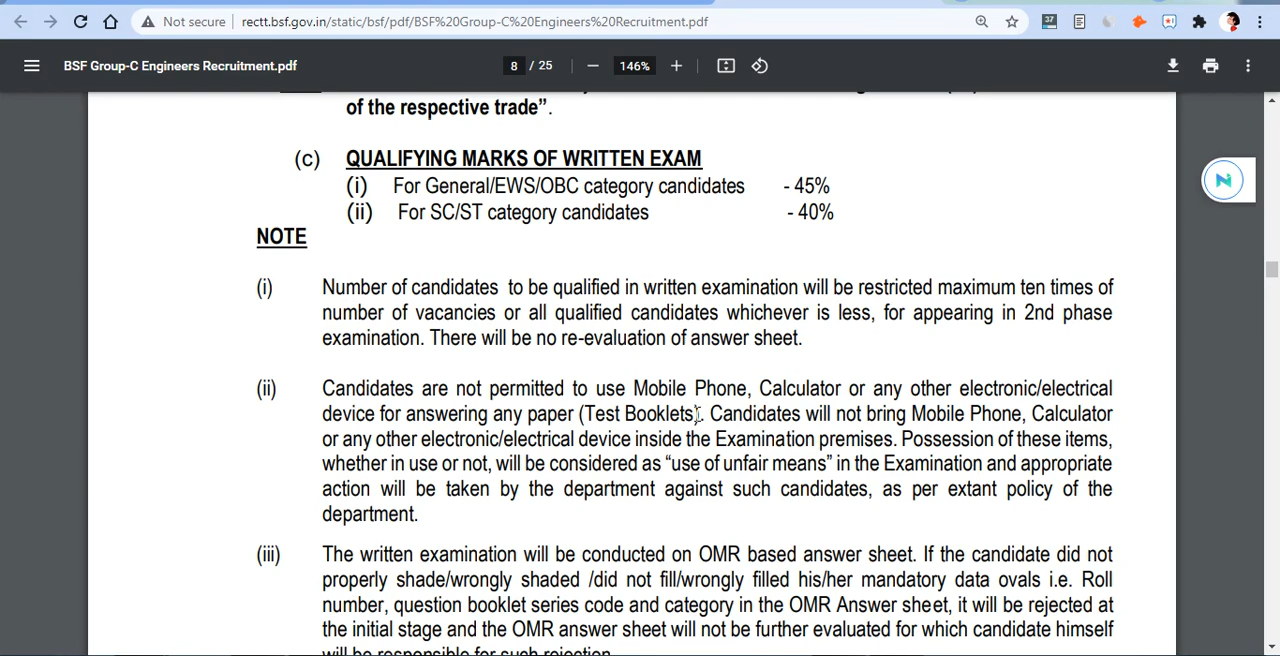 Not secure | rectt.bsf.gov.in/static/bsf/pdf/BSF%20Group-C%20Engineers%20Recruitment.pdf
37
BSF Group-C Engineers Recruitment.pdf 8 / 25 146%
of the respective trade”.
(c) QUALIFYING MARKS OF WRITTEN EXAM
(i) For General/EWS/OBC category candidates - 45%
(ii) For SC/ST category candidates - 40%
NOTE
(i) Number of candidates to be qualified in written examination will be restricted maximum ten times of
number of vacancies or all qualified candidates whichever is less, for appearing in 2nd phase
examination. There will be no re-evaluation of answer sheet.
(ii) Candidates are not permitted to use Mobile Phone, Calculator or any other electronic/electrical
device for answering any paper (Test Booklets). Candidates will not bring Mobile Phone, Calculator
or any other electronic/electrical device inside the Examination premises. Possession of these items,
whether in use or not, will be considered as “use of unfair means” in the Examination and appropriate
action will be taken by the department against such candidates, as per extant policy of the
department.
(iii) The written examination will be conducted on OMR based answer sheet. If the candidate did not
properly shade/wrongly shaded /did not fill/wrongly filled his/her mandatory data ovals i.e. Roll
number, question booklet series code and category in the OMR Answer sheet, it will be rejected at
the initial stage and the OMR answer sheet will not be further evaluated for which candidate himself
will be responsible for such rejection